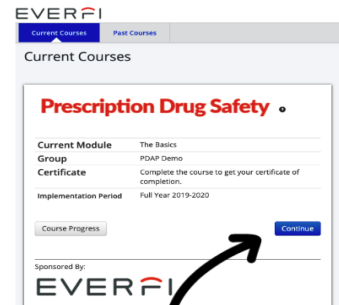 EVERFI
Current Courses Past Courses
Current Courses
Prescription Drug Safety
Current Module The Basics
Group PDAP Demo
Certificate Complete the course to get your certificate of
completion.
Implementation Period Full Year 2019-2020
Course Progress Continue
Sponsored By:
EVERFI